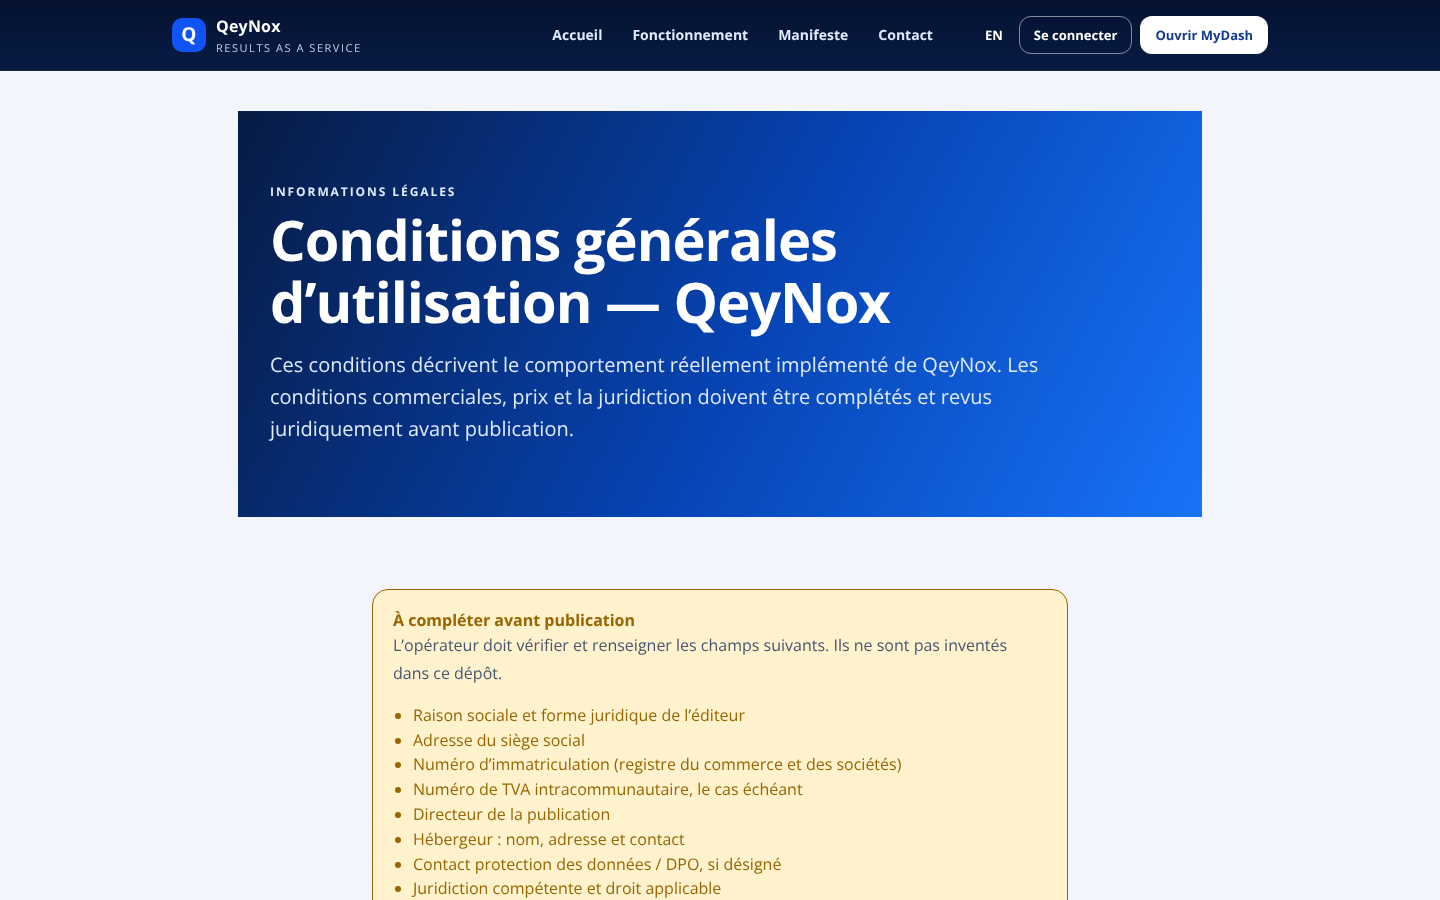 Q
QeyNox
RESULTS AS A SERVICE
Accueil
Fonctionnement
Manifeste
Contact
EN
Se connecter
Ouvrir MyDash
INFORMATIONS LÉGALES
Conditions générales
d’utilisation — QeyNox
Ces conditions décrivent le comportement réellement implémenté de QeyNox. Les
conditions commerciales, prix et la juridiction doivent être complétés et revus
juridiquement avant publication.
À compléter avant publication
L’opérateur doit vérifier et renseigner les champs suivants. Ils ne sont pas inventés
dans ce dépôt.
Raison sociale et forme juridique de l’éditeur
Adresse du siège social
Numéro d’immatriculation (registre du commerce et des sociétés)
Numéro de TVA intracommunautaire, le cas échéant
Directeur de la publication
Hébergeur : nom, adresse et contact
Contact protection des données / DPO, si désigné
Juridiction compétente et droit applicable